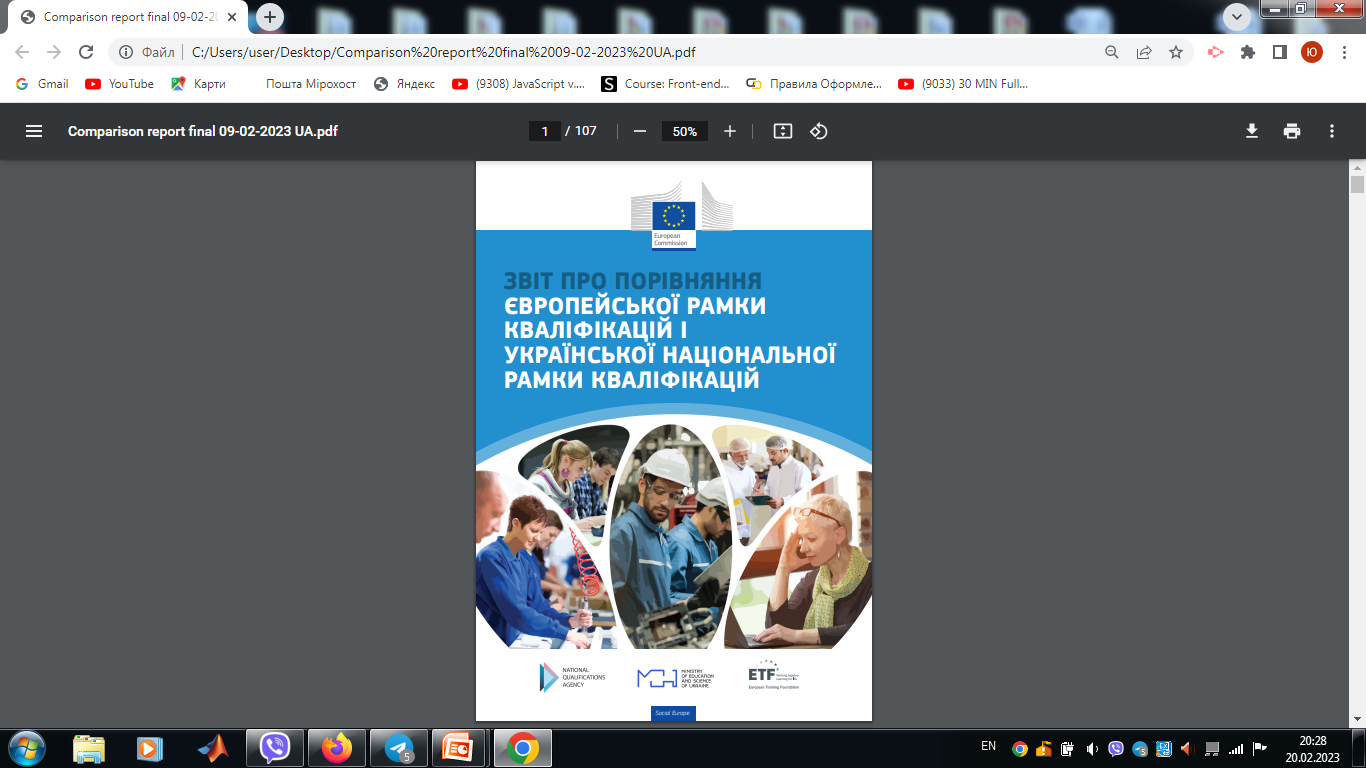 Comparison report final 09-02-20
Файл
C:/Users/user/Desktop/Comparison%20report%20final%2009-02-2023%20UA.pdf
Ю
Gmail
YouTube
Карти
Пошта Мірохост
Яндекс
(9308) JavaScript v....
Course: Front-end...
Правила Оформле...
(9033) 30 MIN Full...
Comparison report final 09-02-2023 UA.pdf
1 / 107
50%
European
Commission
ЗВІТ ПРО ПОРІВНЯННЯ
ЄВРОПЕЙСЬКОЇ РАМКИ
КВАЛІФІКАЦІЙ І
УКРАЇНСЬКОЇ НАЦІОНАЛЬНОЇ
РАМКИ КВАЛІФІКАЦІЙ
NATIONAL
QUALIFICATIONS
AGENCY
MINISTRY
OF EDUCATION
AND SCIENCE
OF UKRAINE
ETF
European Training Foundation
Social Europe
5
EN
20:28
20.02.2023